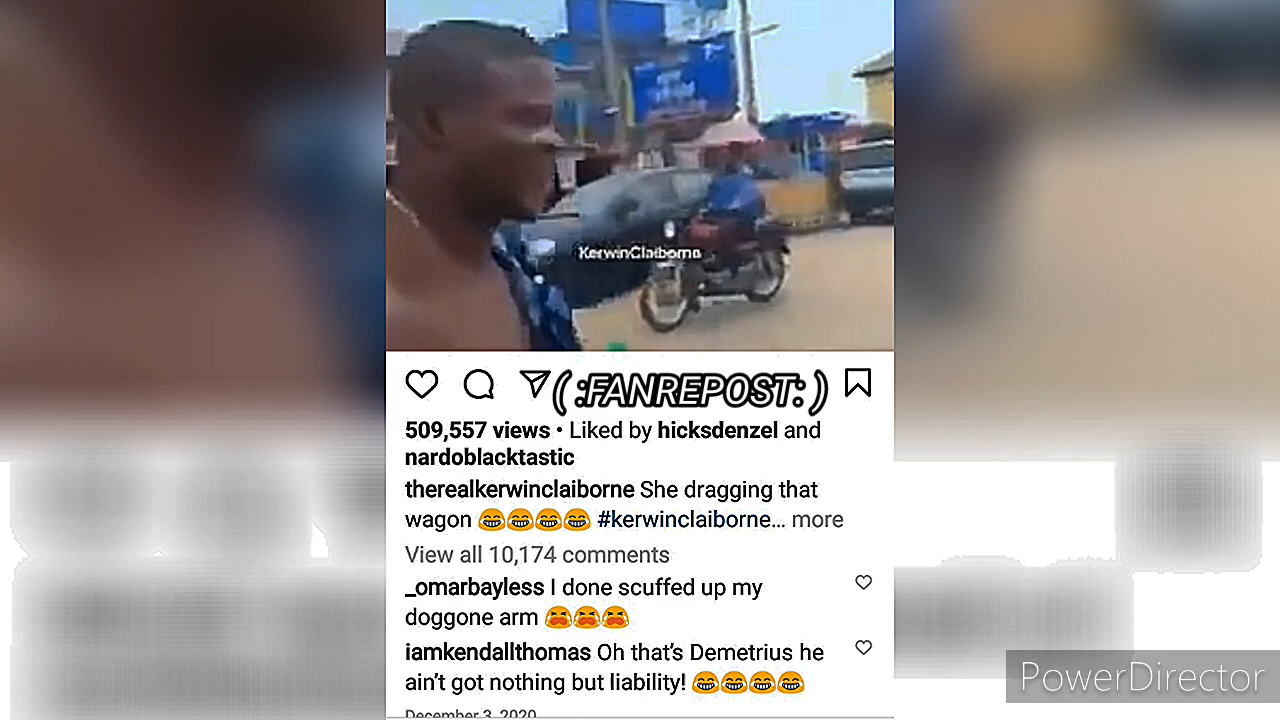 KerwinClaiborne
( :FANREPOST: )
509,557 views • Liked by hicksdenzel and
nardoblacktastic
therealkerwinclaiborne She dragging that
wagon 😂😂😂😂 #kerwinclaiborne... more
View all 10,174 comments
_omarbayless I done scuffed up my
doggone arm 😫😫😫
iamkendallthomas Oh that's Demetrius he
ain't got nothing but liability! 😂😂😂😂
December 3, 2020
PowerDirector